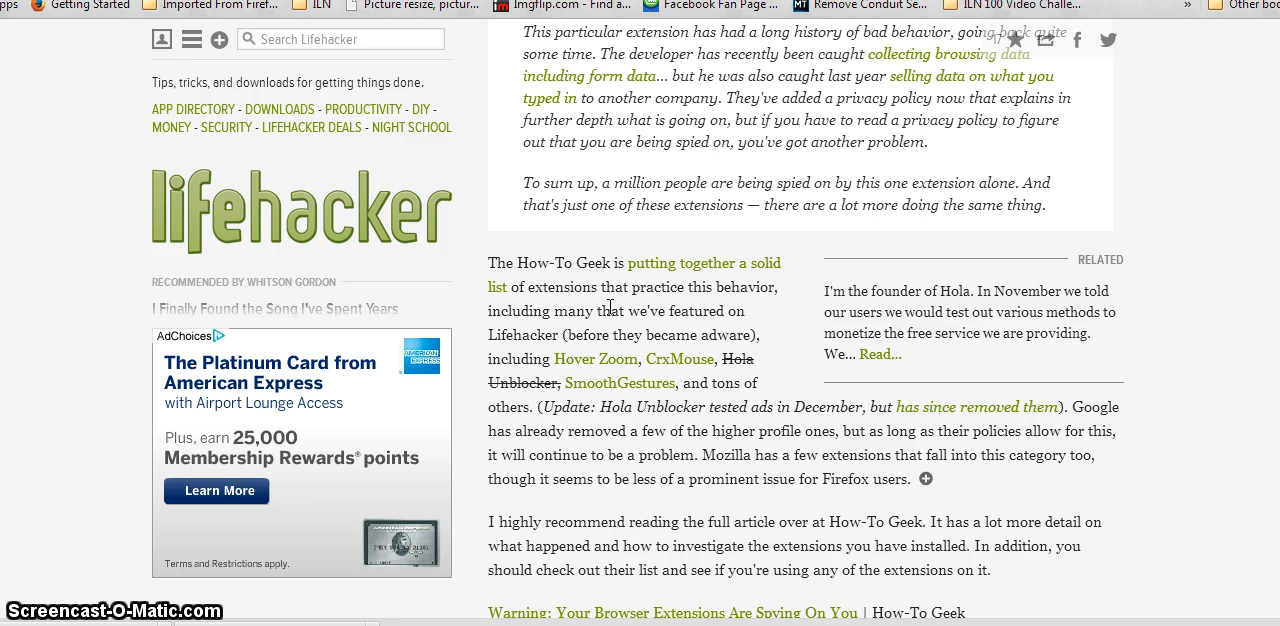 pps Getting Started Imported From Firef... ILN Picture resize, pictur... Imgflip.com - Find a... Facebook Fan Page ... Remove Conduit Se... ILN 100 Video Challe... » Other boo
Search Lifehacker
Tips, tricks, and downloads for getting things done.
APP DIRECTORY - DOWNLOADS - PRODUCTIVITY - DIY -
MONEY - SECURITY - LIFEHACKER DEALS - NIGHT SCHOOL
lifehacker
RECOMMENDED BY WHITSON GORDON
I Finally Found the Song I've Spent Years
AdChoices
The Platinum Card from
American Express
with Airport Lounge Access
Plus, earn 25,000
Membership Rewards® points
Learn More
Terms and Restrictions apply.
AMERICAN EXPRESS
17
This particular extension has had a long history of bad behavior, going back quite
some time. The developer has recently been caught collecting browsing data
including form data... but he was also caught last year selling data on what you
typed in to another company. They've added a privacy policy now that explains in
further depth what is going on, but if you have to read a privacy policy to figure
out that you are being spied on, you've got another problem.
To sum up, a million people are being spied on by this one extension alone. And
that's just one of these extensions — there are a lot more doing the same thing.
The How-To Geek is putting together a solid
list of extensions that practice this behavior,
including many that we've featured on
Lifehacker (before they became adware),
including Hover Zoom, CrxMouse, Hola
Unblocker, SmoothGestures, and tons of
others. (Update: Hola Unblocker tested ads in December, but has since removed them). Google
has already removed a few of the higher profile ones, but as long as their policies allow for this,
it will continue to be a problem. Mozilla has a few extensions that fall into this category too,
though it seems to be less of a prominent issue for Firefox users.
RELATED
I'm the founder of Hola. In November we told
our users we would test out various methods to
monetize the free service we are providing.
We... Read...
I highly recommend reading the full article over at How-To Geek. It has a lot more detail on
what happened and how to investigate the extensions you have installed. In addition, you
should check out their list and see if you're using any of the extensions on it.
Warning: Your Browser Extensions Are Spying On You | How-To Geek
Screencast-O-Matic.com